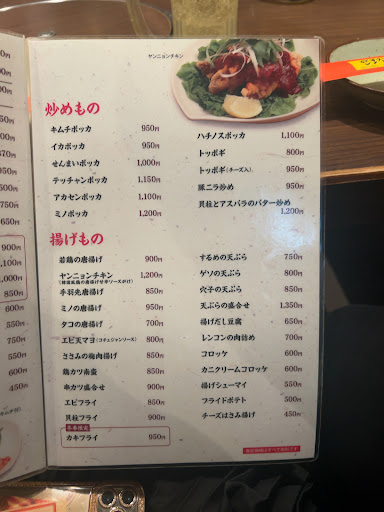 ヤンニョンチキン
炒めもの
キムチポッカ 950円
イカポッカ 950円
せんまいポッカ 1,000円
テッチャンポッカ 1,150円
アカセンポッカ 1,100円
ミノポッカ 1,200円
ハチノスポッカ 1,100円
トッポギ 800円
トッポギ(チーズ入) 950円
豚ニラ炒め 950円
貝柱とアスパラのバター炒め
1,200円
揚げもの
若鶏の唐揚げ 900円
ヤンニョンチキン 1,200円
手羽先唐揚げ 850円
ミノの唐揚げ 950円
タコの唐揚げ 700円
エビ天マヨ(コチュジャンソース) 800円
ささみの梅肉揚げ 850円
鶏カツ南蛮 850円
串カツ盛合せ 900円
エビフライ 850円
貝柱フライ 900円
冬季限定
カキフライ 950円
するめの天ぷら 750円
ゲソの天ぷら 800円
穴子の天ぷら 850円
天ぷらの盛合せ 1,350円
揚げだし豆腐 650円
レンコンの肉詰め 700円
コロッケ 600円
カニクリームコロッケ 600円
揚げシューマイ 550円
フライドポテト 500円
チーズはさみ揚げ 450円